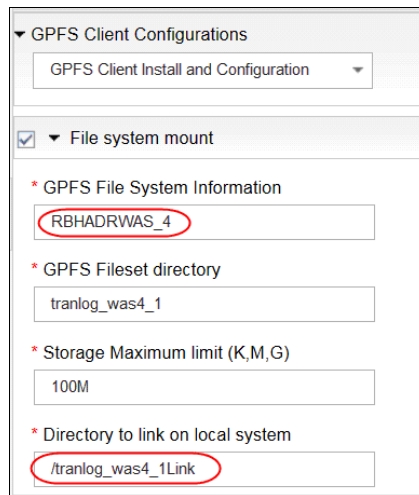 GPFS Client Configurations
GPFS Client Install and Configuration
File system mount
* GPFS File System Information
RBHADRWAS_4
* GPFS Fileset directory
tranlog_was4_1
* Storage Maximum limit (K,M,G)
100M
* Directory to link on local system
/tranlog_was4_1Link